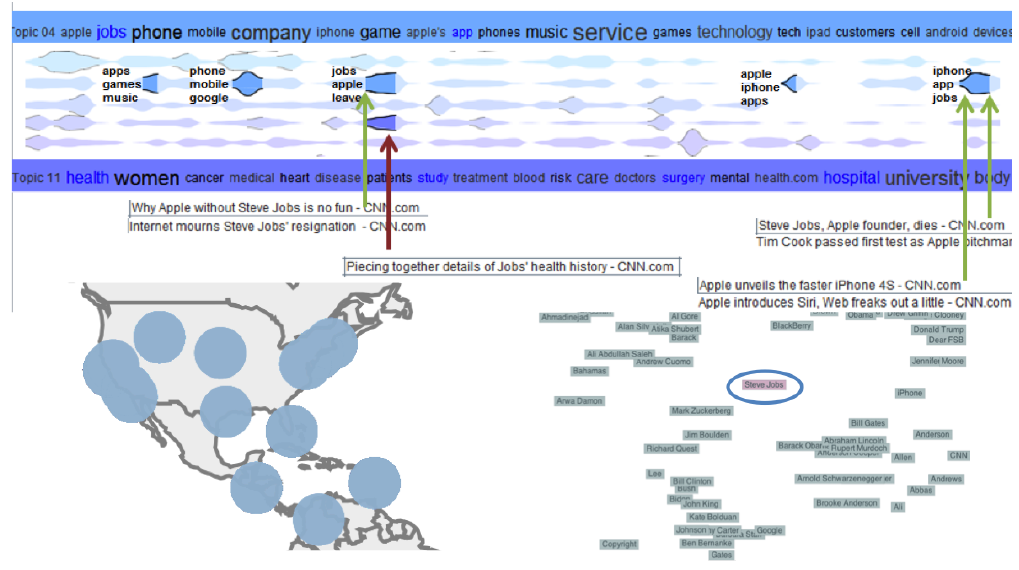 Topic 04 apple jobs phone mobile company iphone game apple's app phones music service games technology tech ipad customers cell android devices
apps
games
music
phone
mobile
google
jobs
apple
leave
apple
iphone
apps
iphone
app
jobs
Topic 11 health women cancer medical heart disease patients study treatment blood risk care doctors surgery mental health.com hospital university body
Why Apple without Steve Jobs is no fun - CNN.com
Internet mourns Steve Jobs' resignation - CNN.com
Steve Jobs, Apple founder, dies - CNN.com
Tim Cook passed first test as Apple pitchman
Piecing together details of Jobs' health history - CNN.com
Apple unveils the faster iPhone 4S - CNN.com
Apple introduces Siri, Web freaks out a little - CNN.com
Ahmadinejad
Al Gore
Obama
Clooney
Alan
Atika Shubert
Barack
BlackBerry
Donald Trump
Dear FSB
Ali Abdullah Saleh
Andrew Cuomo
Jennifer Moore
Bahamas
Steve Jobs
iPhone
Arwa Damon
Mark Zuckerberg
Bill Gates
Jim Boulden
Abraham Lincoln
Anderson
Richard Quest
Barack
Rupert Murdoch
Allen
CNN
Lee
Bill Clinton
Bush
Arnold Schwarzenegger er
Andrews
Abbas
John King
Brooke Anderson
Ali
Kate Bolduan
Johnson
Carter
Google
Copyright
Ben Bernanke
Gates